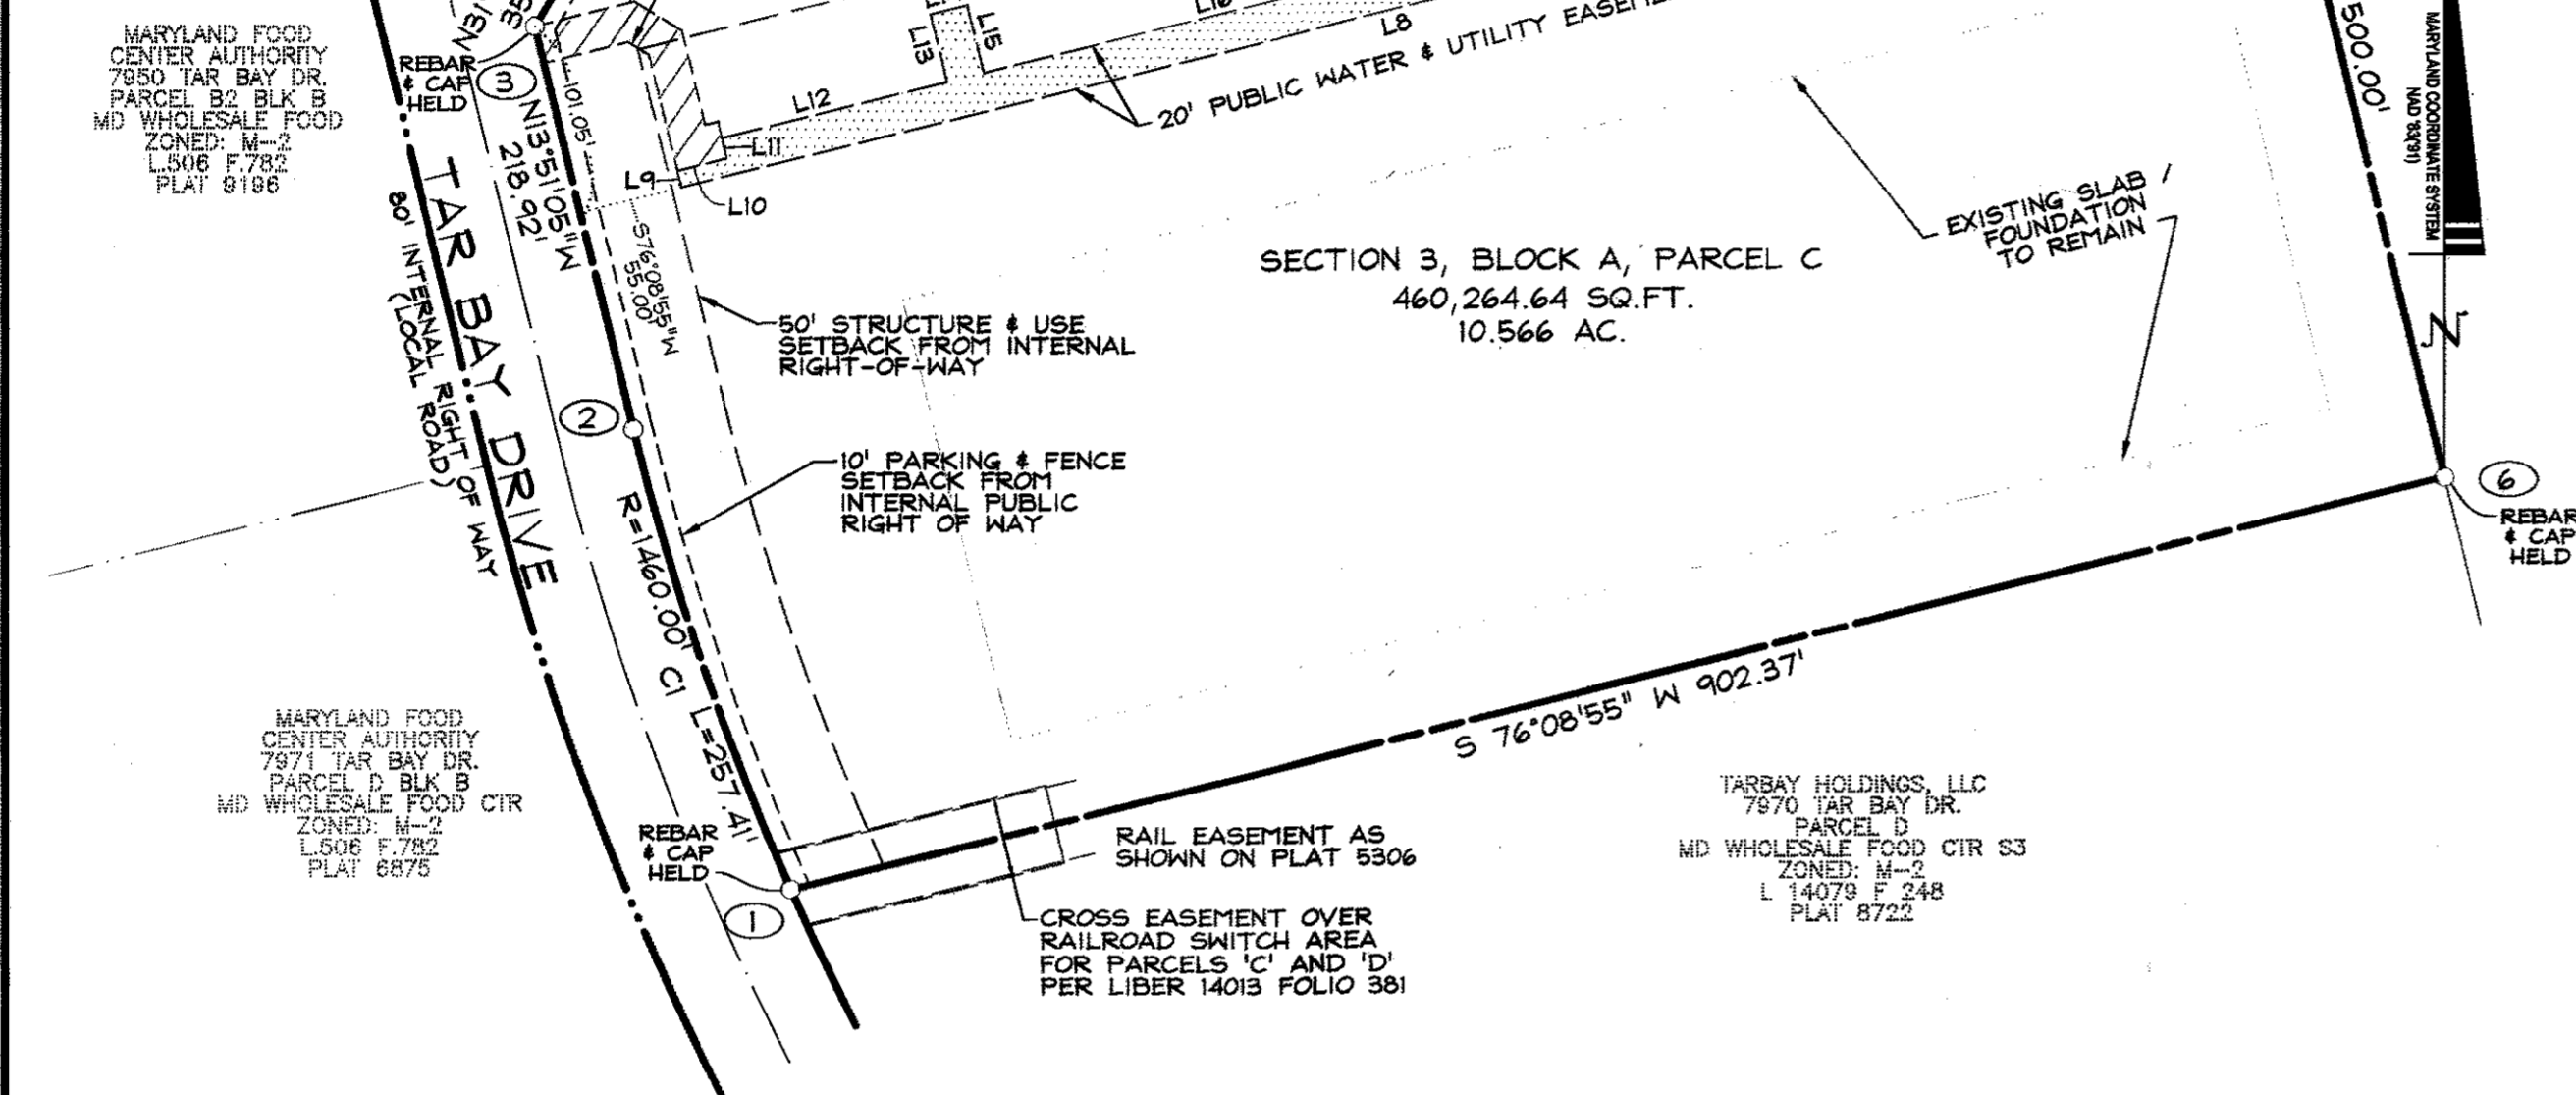 MARYLAND FOOD
CENTER AUTHORITY
7950 TAR BAY DR.
PARCEL B2 BLK B
MD WHOLESALE FOOD
ZONED: M-2
L.506 F.782
PLAT 9196
REBAR
& CAP
HELD
3
N31°
35
N13°51'05"W
218.92'
101.05'
L13
L15
L8
L12
L11
L9
L10
20' PUBLIC WATER & UTILITY
S76°08'55"W
55.00'
TAR BAY DRIVE
80' INTERNAL RIGHT OF WAY
(LOCAL ROAD)
50' STRUCTURE & USE
SETBACK FROM INTERNAL
RIGHT-OF-WAY
SECTION 3, BLOCK A, PARCEL C
460,264.64 SQ.FT.
10.566 AC.
EXISTING SLAB /
FOUNDATION
TO REMAIN
500.00'
MARYLAND COORDINATE SYSTEM
NAD '83('91)
N
2
10' PARKING & FENCE
SETBACK FROM
INTERNAL PUBLIC
RIGHT OF WAY
R=1460.00' C1 L=257.41'
6
REBAR
& CAP
HELD
S 76°08'55" W 902.37'
MARYLAND FOOD
CENTER AUTHORITY
7971 TAR BAY DR.
PARCEL D BLK B
MD WHOLESALE FOOD CTR
ZONED: M-2
L.506 F.782
PLAT 6875
REBAR
& CAP
HELD
1
RAIL EASEMENT AS
SHOWN ON PLAT 5306
CROSS EASEMENT OVER
RAILROAD SWITCH AREA
FOR PARCELS 'C' AND 'D'
PER LIBER 14013 FOLIO 381
TARBAY HOLDINGS, LLC
7970 TAR BAY DR.
PARCEL D
MD WHOLESALE FOOD CTR S3
ZONED: M-2
L 14079 F 248
PLAT 8722